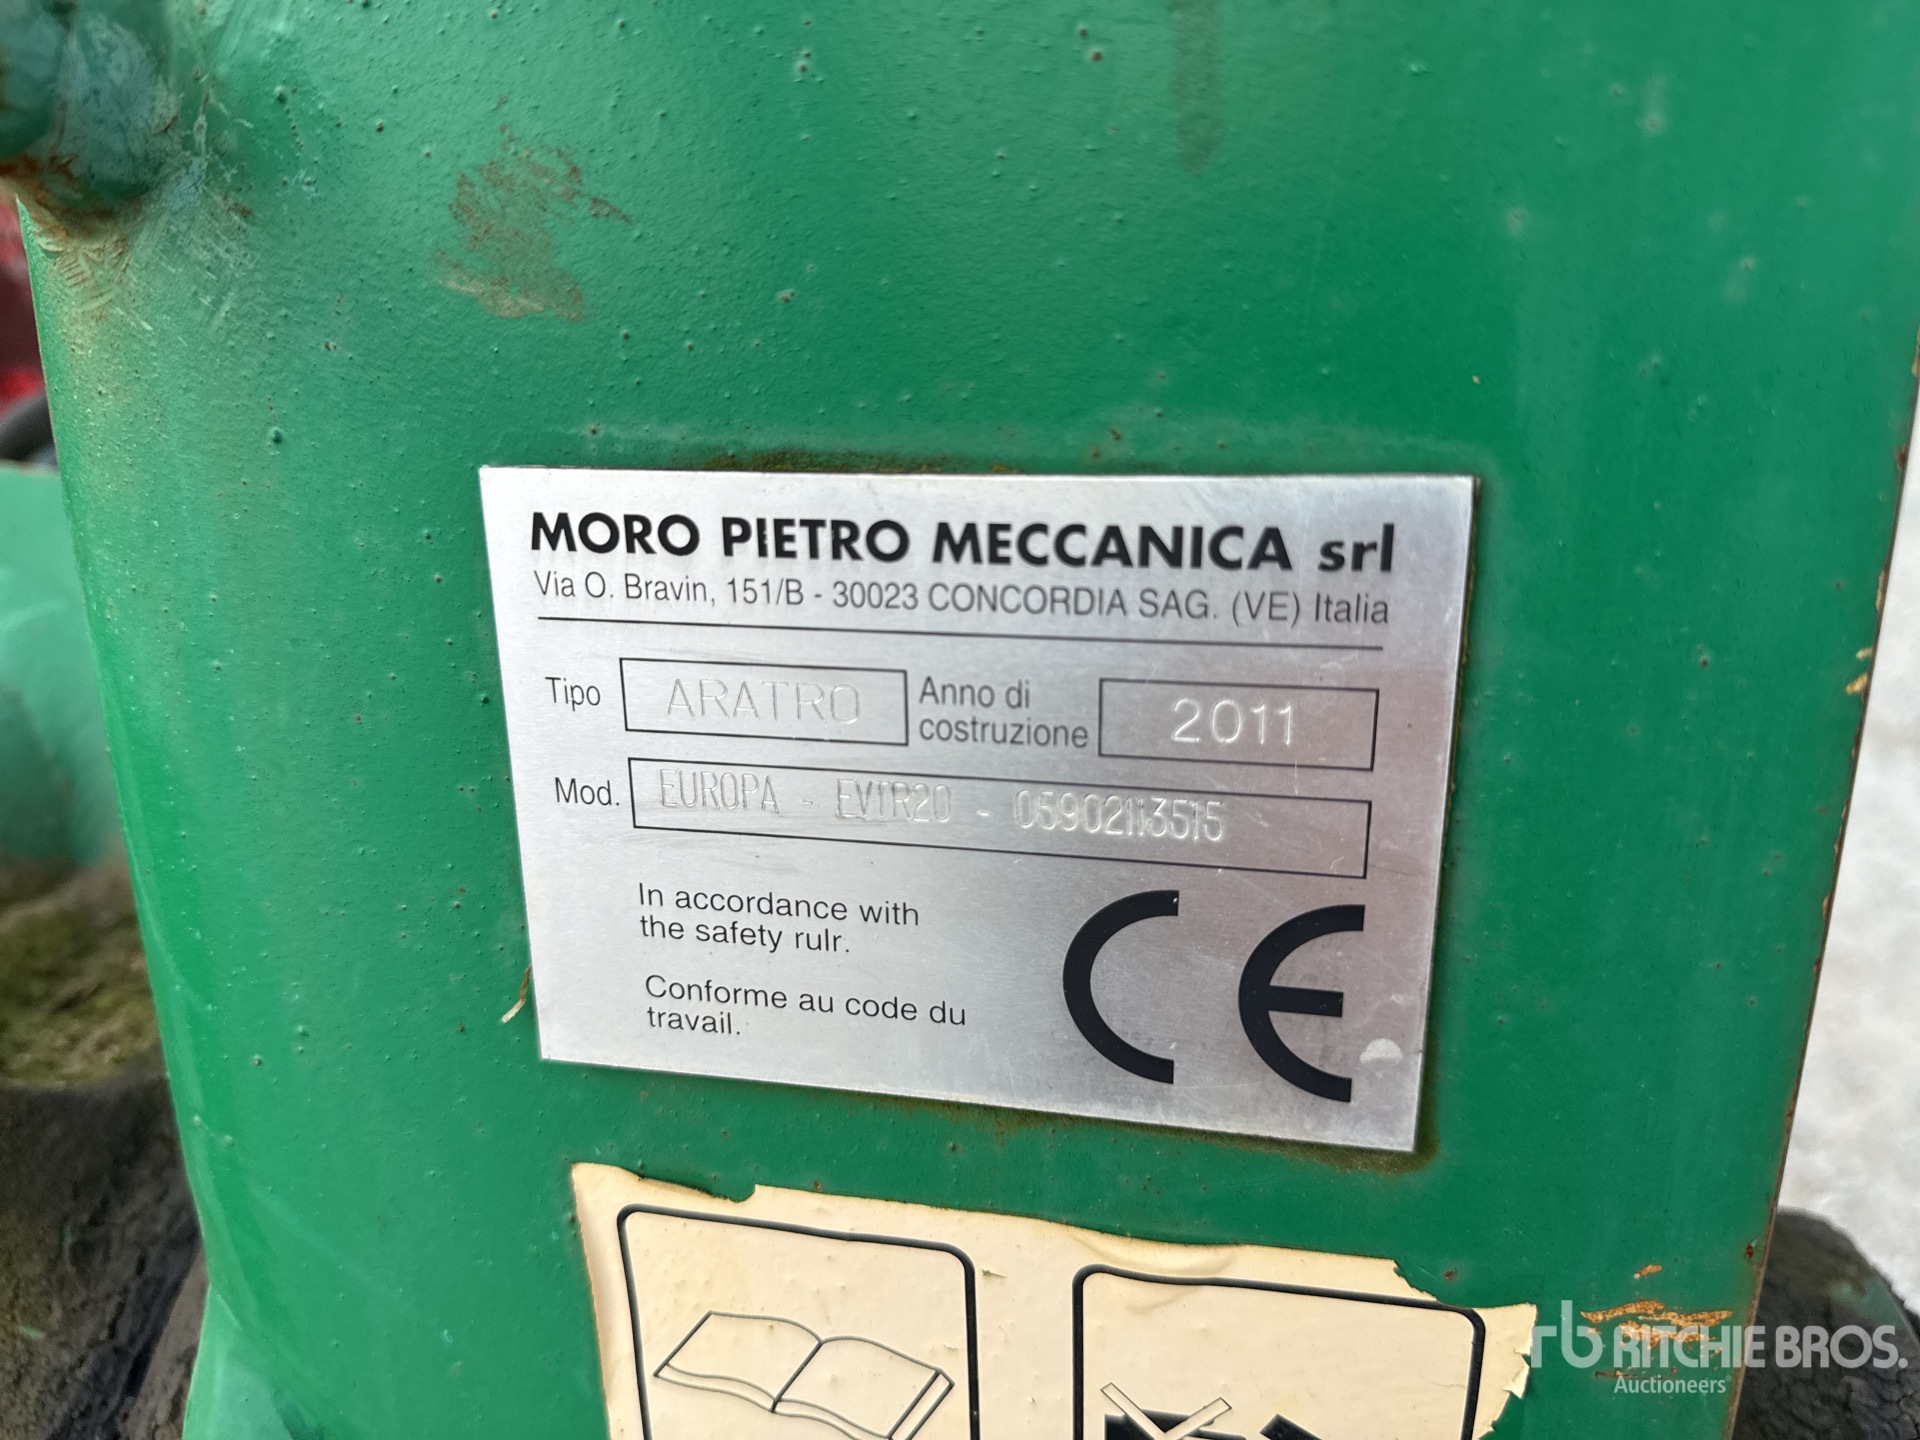 MORO PIETRO MECCANICA srl
Via O. Bravin, 151/B - 30023 CONCORDIA SAG. (VE) Italia
Tipo ARATRO Anno di costruzione 2011
Mod. EUROPA - EVTR20 - 05902113515
In accordance with
the safety rulr.
Conforme au code du
travail.
CE
rb RITCHIE BROS.
Auctioneers